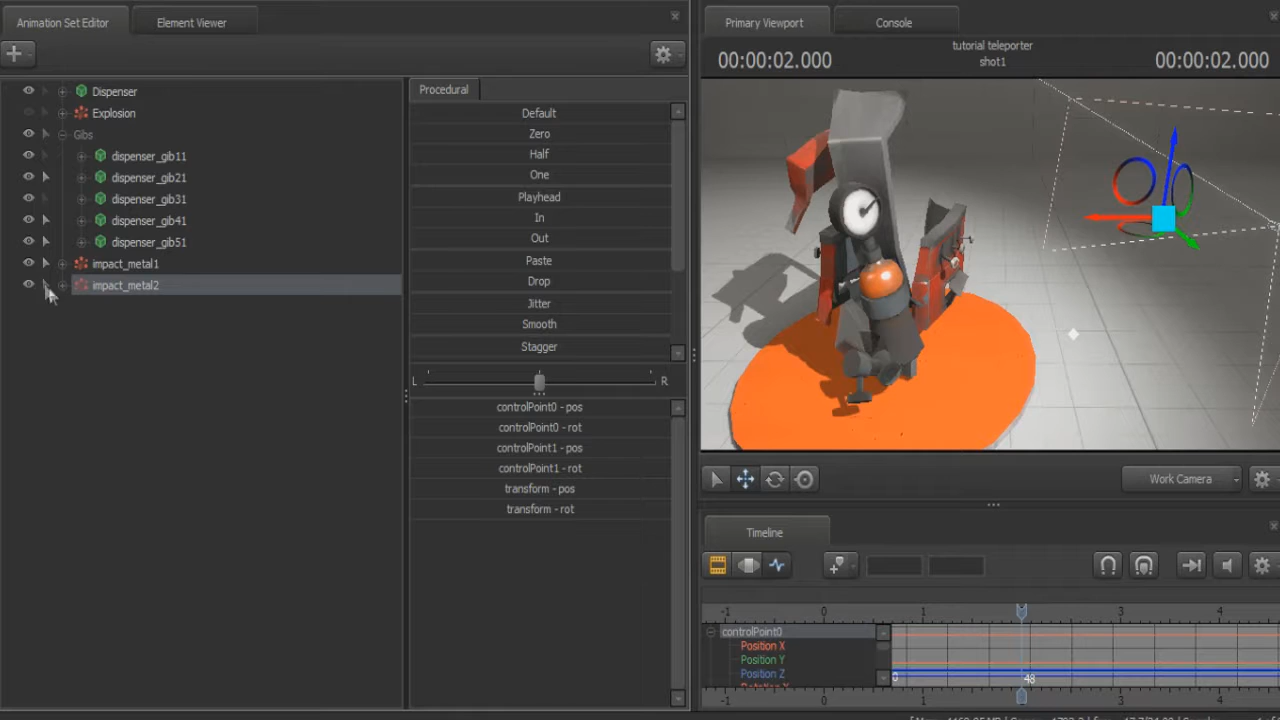 Animation Set Editor
Element Viewer
Dispenser
Explosion
Gibs
dispenser_gib11
dispenser_gib21
dispenser_gib31
dispenser_gib41
dispenser_gib51
impact_metal1
impact_metal2
Procedural
Default
Zero
Half
One
Playhead
In
Out
Paste
Drop
Jitter
Smooth
Stagger
L R
controlPoint0 - pos
controlPoint0 - rot
controlPoint1 - pos
controlPoint1 - rot
transform - pos
transform - rot
Primary Viewport
Console
00:00:02.000
tutorial teleporter
shot1
00:00:02.000
Work Camera
Timeline
-1 0 1 3 4
controlPoint0
Position X
Position Y
Position Z
0 48
-1 0 1 3 4